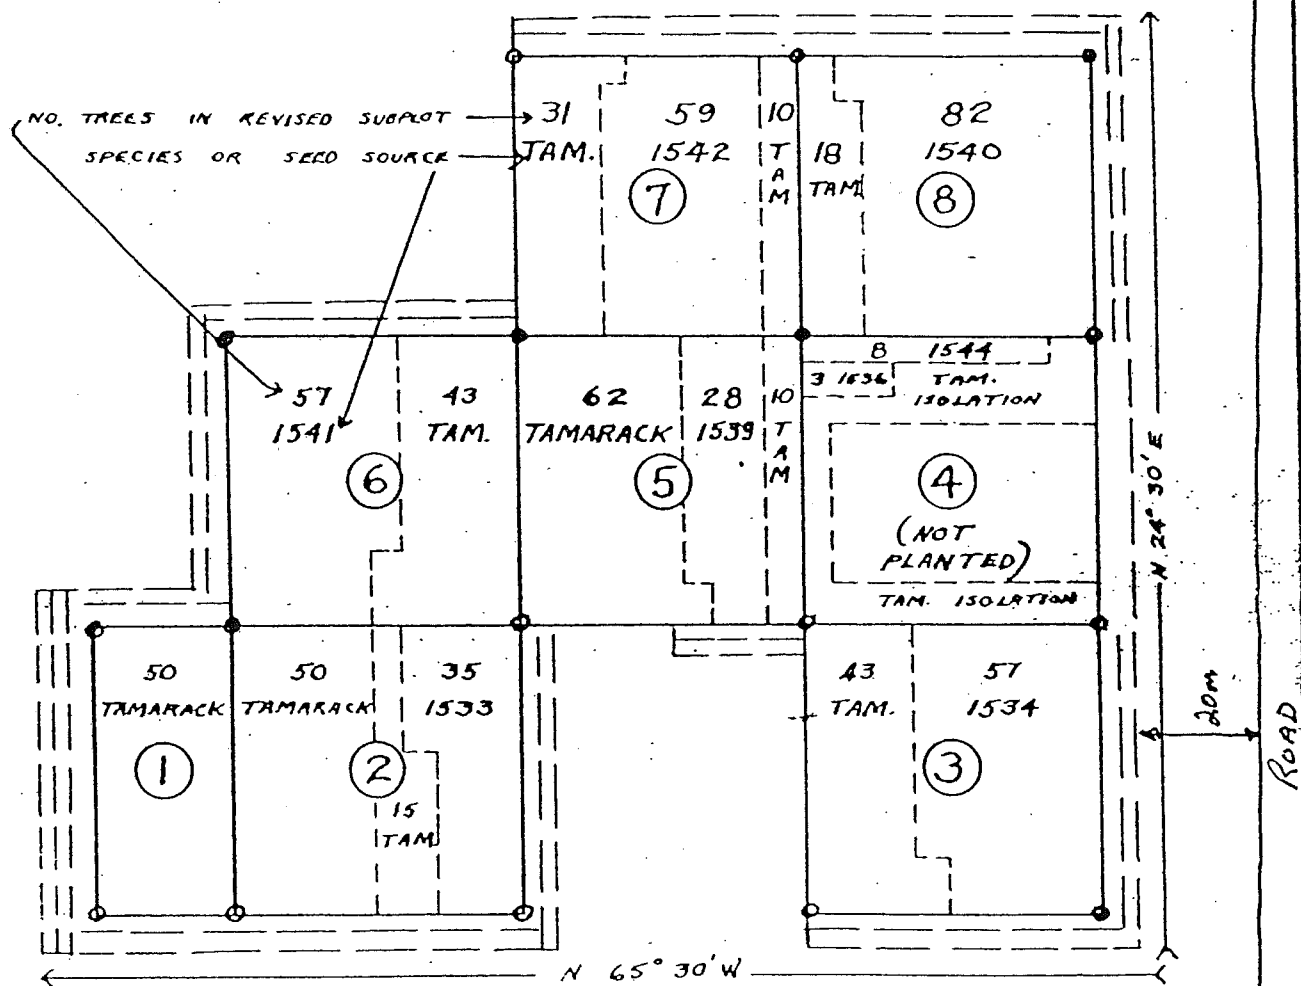 NO. TREES IN REVISED SUBPLOT
SPECIES OR SEED SOURCE
31
TAM.
59
1542
7
10
TAM
18
TAM
82
1540
8
57
1541
6
43
TAM.
62
TAMARACK
5
28
1539
10
TAM
8 1544
3 1536
TAM.
ISOLATION
4
(NOT
PLANTED)
TAM. ISOLATION
50
TAMARACK
1
50
TAMARACK
2
35
1533
15
TAM
43
TAM.
57
1534
3
N 24° 30' E
20m
ROAD
N 65° 30' W